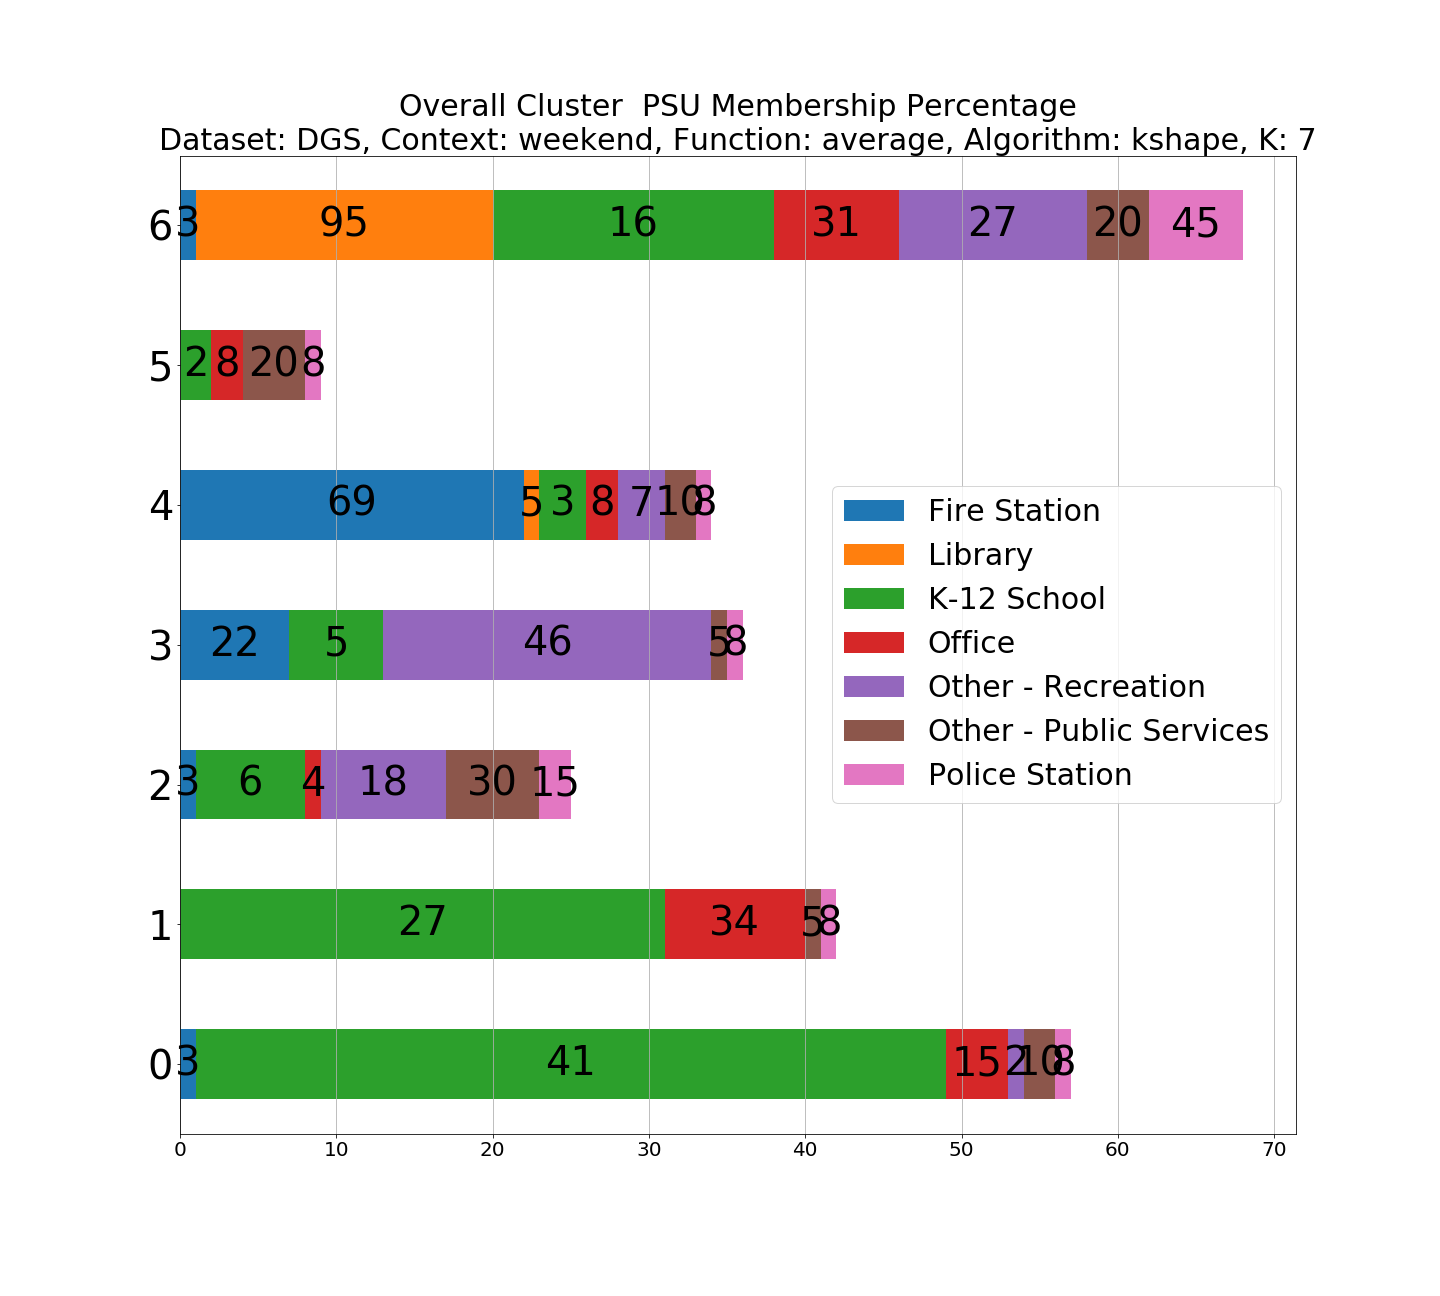 Overall Cluster  PSU Membership Percentage
Dataset: DGS, Context: weekend, Function: average, Algorithm: kshape, K: 7
6 3 95 16 31 27 20 45
5 2 8 20 8
4 69 5 3 8 7 10 8
3 22 5 46 5 8
2 3 6 4 18 30 15
1 27 34 5 8
0 3 41 15 2 10 8
Fire Station
Library
K-12 School
Office
Other - Recreation
Other - Public Services
Police Station
0 10 20 30 40 50 60 70